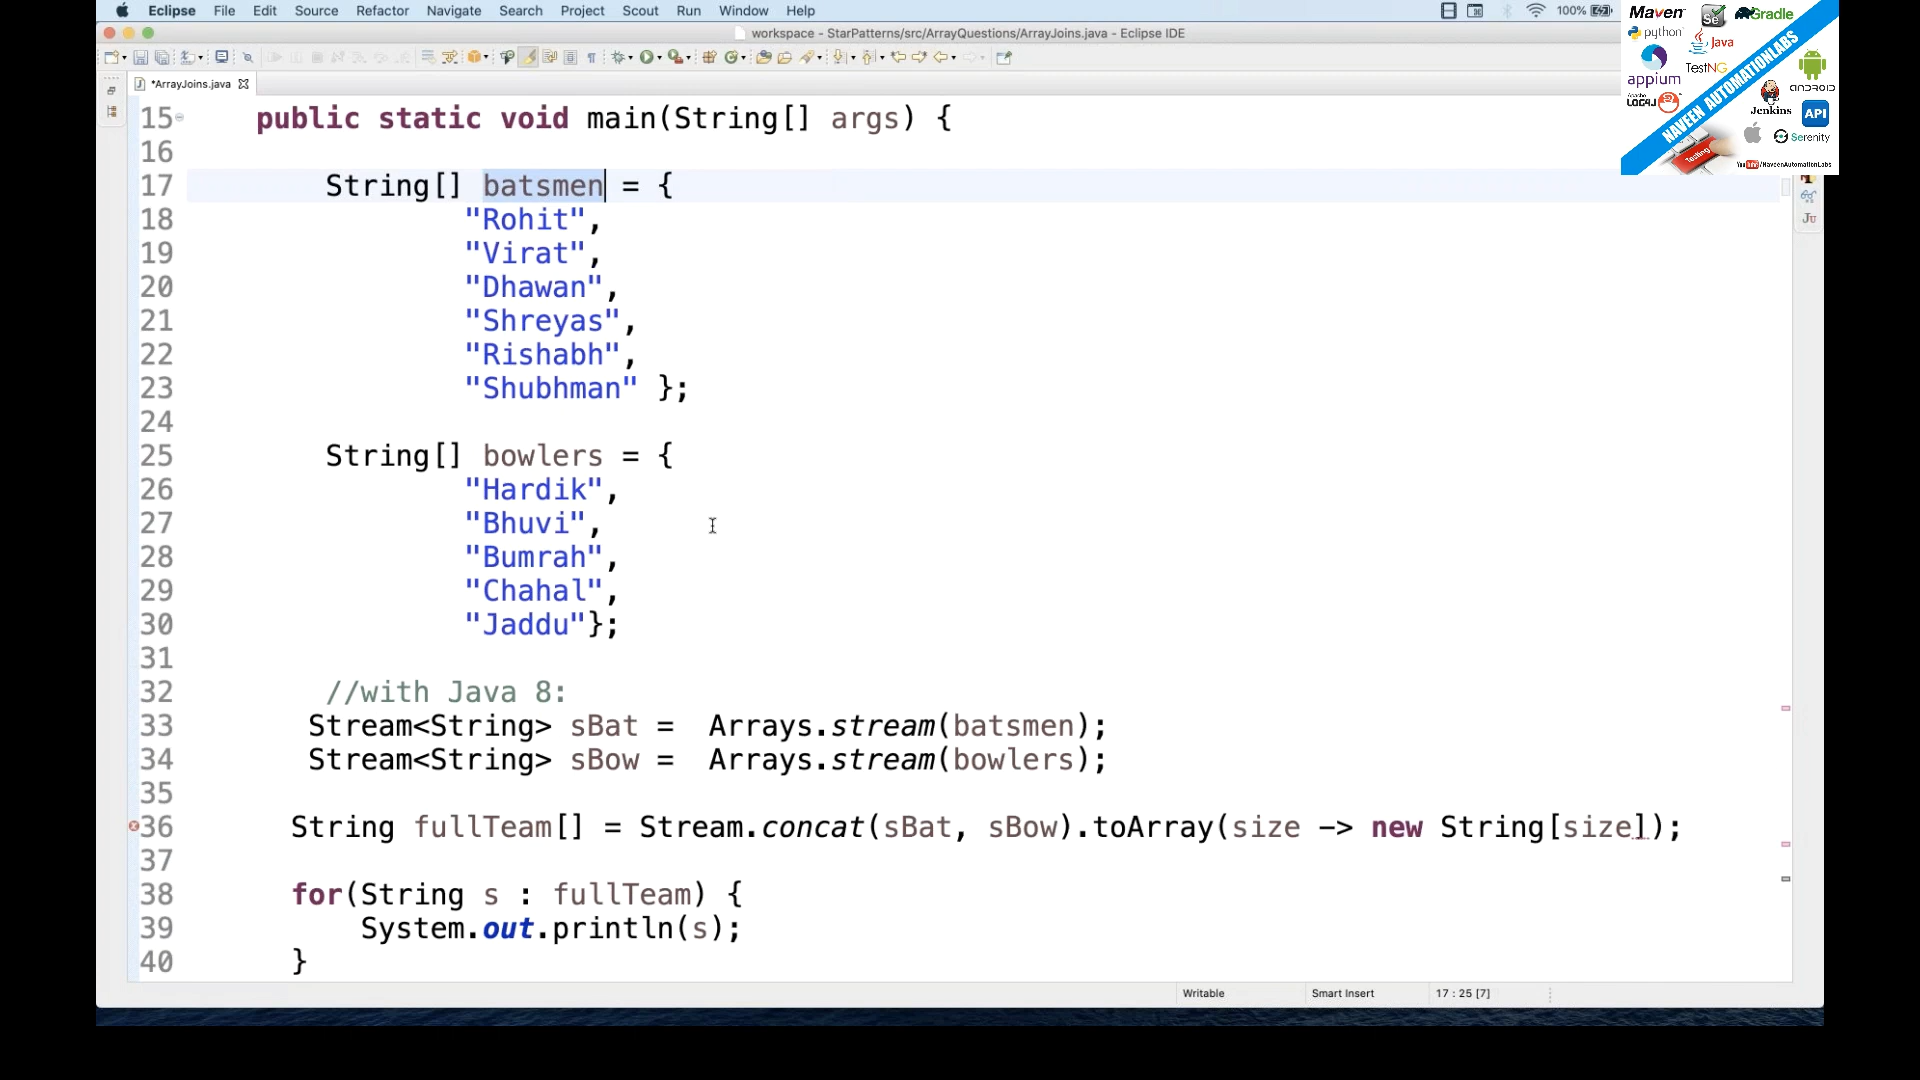 Eclipse File Edit Source Refactor Navigate Search Project Scout Run Window Help 100%
workspace - StarPatterns/src/ArrayQuestions/ArrayJoins.java - Eclipse IDE
*ArrayJoins.java
15 public static void main(String[] args) {
16
17 String[] batsmen = {
18 "Rohit",
19 "Virat",
20 "Dhawan",
21 "Shreyas",
22 "Rishabh",
23 "Shubhman" };
24
25 String[] bowlers = {
26 "Hardik",
27 "Bhuvi",
28 "Bumrah",
29 "Chahal",
30 "Jaddu"};
31
32 //with Java 8:
33 Stream<String> sBat = Arrays.stream(batsmen);
34 Stream<String> sBow = Arrays.stream(bowlers);
35
36 String fullTeam[] = Stream.concat(sBat, sBow).toArray(size -> new String[size]);
37
38 for(String s : fullTeam) {
39 System.out.println(s);
40 }
Writable Smart Insert 17 : 25 [7]
Maven Se Gradle
python Java
appium TestNG android
LOG4J Jenkins API
NAVEEN AUTOMATIONLABS
Testing Serenity
YouTube/NaveenAutomationLabs
Ju